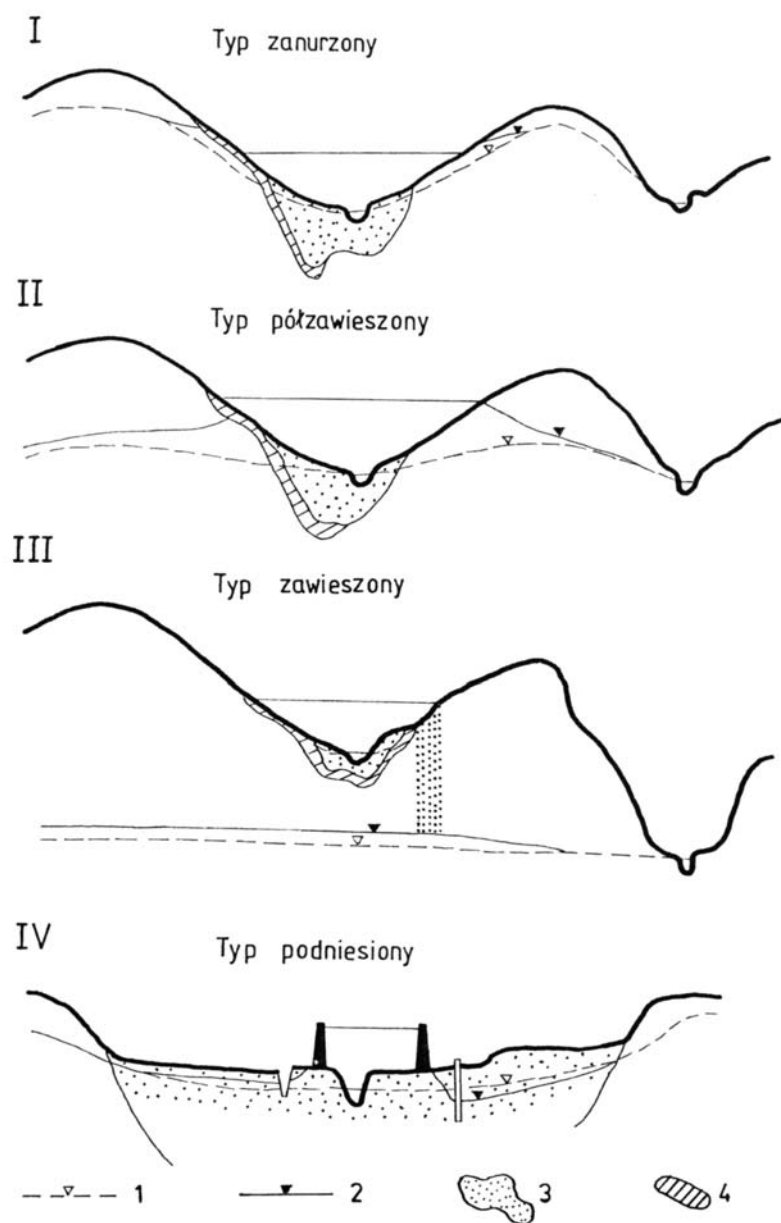 I
Typ zanurzony
II
Typ półzawieszony
III
Typ zawieszony
IV
Typ podniesiony
1 2 3 4